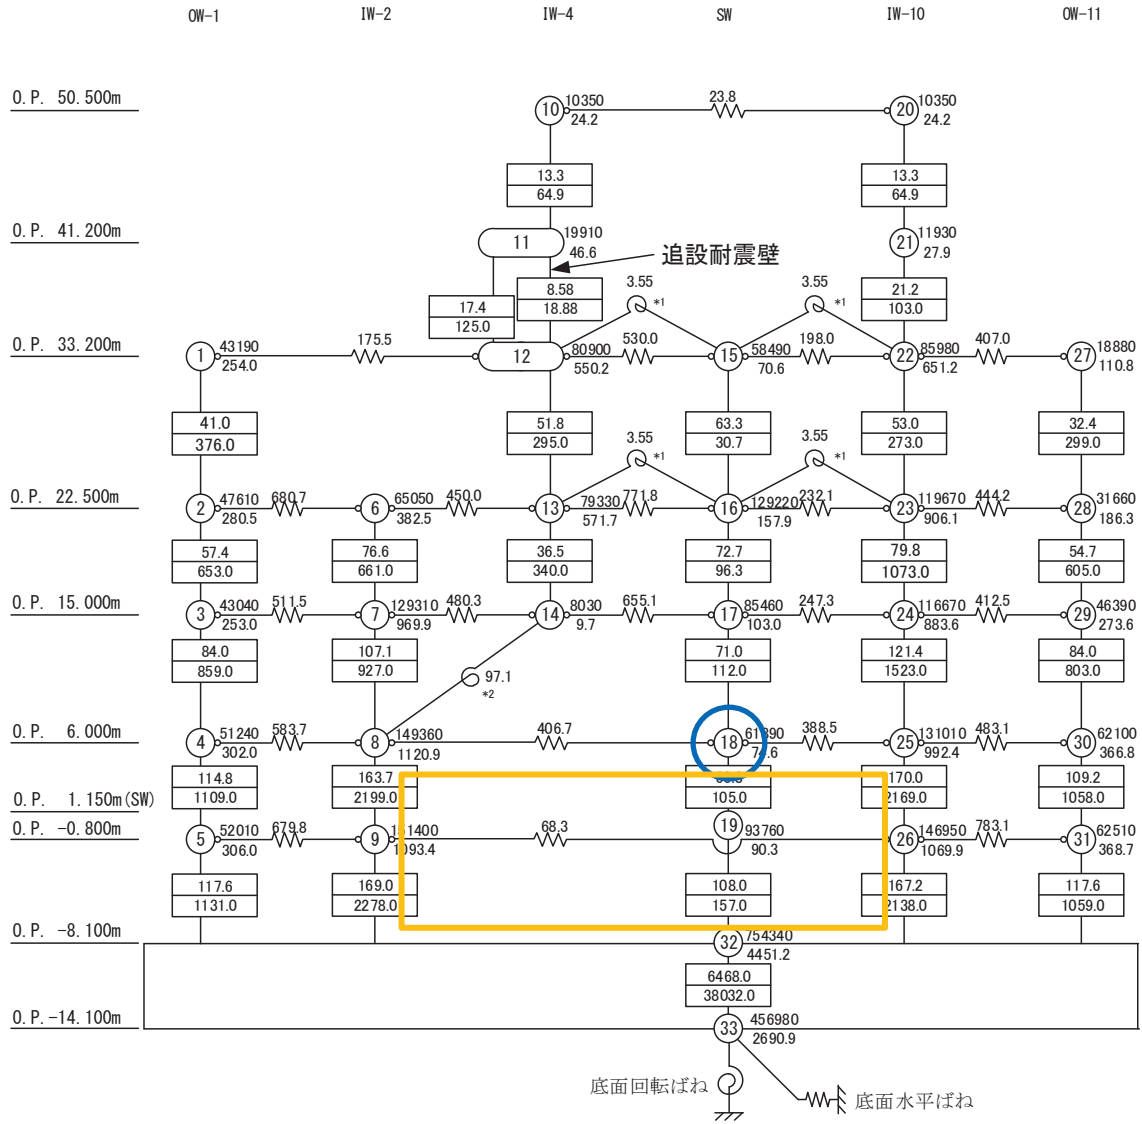 OW-1 IW-2 IW-4 SW IW-10 OW-11
O.P. 50.500m 10 10350 23.8 20 10350
24.2 24.2
13.3 13.3
64.9 64.9
O.P. 41.200m 11 19910 21 11930
46.6 27.9
追設耐震壁
8.58 3.55 3.55 21.2
17.4 18.88 *1 *1 103.0
125.0
O.P. 33.200m 1 43190 175.5 12 80900 530.0 15 58490 198.0 22 85980 407.0 27 18880
254.0 550.2 70.6 651.2 110.8
41.0 51.8 63.3 53.0 32.4
376.0 295.0 30.7 273.0 299.0
3.55 3.55
*1 *1
O.P. 22.500m 2 47610 680.7 6 65050 450.0 13 79330 771.8 16 129220 232.1 23 119670 444.2 28 31660
280.5 382.5 571.7 157.9 906.1 186.3
57.4 76.6 36.5 72.7 79.8 54.7
653.0 661.0 340.0 96.3 1073.0 605.0
O.P. 15.000m 3 43040 511.5 7 129310 480.3 14 8030 655.1 17 85460 247.3 24 116670 412.5 29 46390
253.0 969.9 9.7 103.0 883.6 273.6
84.0 107.1 71.0 121.4 84.0
859.0 927.0 112.0 1523.0 803.0
97.1
*2
O.P. 6.000m 4 51240 583.7 8 149360 406.7 18 388.5 25 131010 483.1 30 62100
302.0 1120.9 992.4 366.8
114.8 163.7 170.0 109.2
1109.0 2199.0 105.0 2169.0 1058.0
O.P. 1.150m(SW)
O.P. -0.800m 5 52010 679.8 9 151400 68.3 19 93760 26 146950 783.1 31 62510
306.0 1093.4 90.3 1069.9 368.7
117.6 169.0 108.0 167.2 117.6
1131.0 2278.0 157.0 2138.0 1059.0
O.P. -8.100m 32 754340
4451.2
6468.0
38032.0
O.P.-14.100m 33 456980
2690.9
底面回転ばね 底面水平ばね